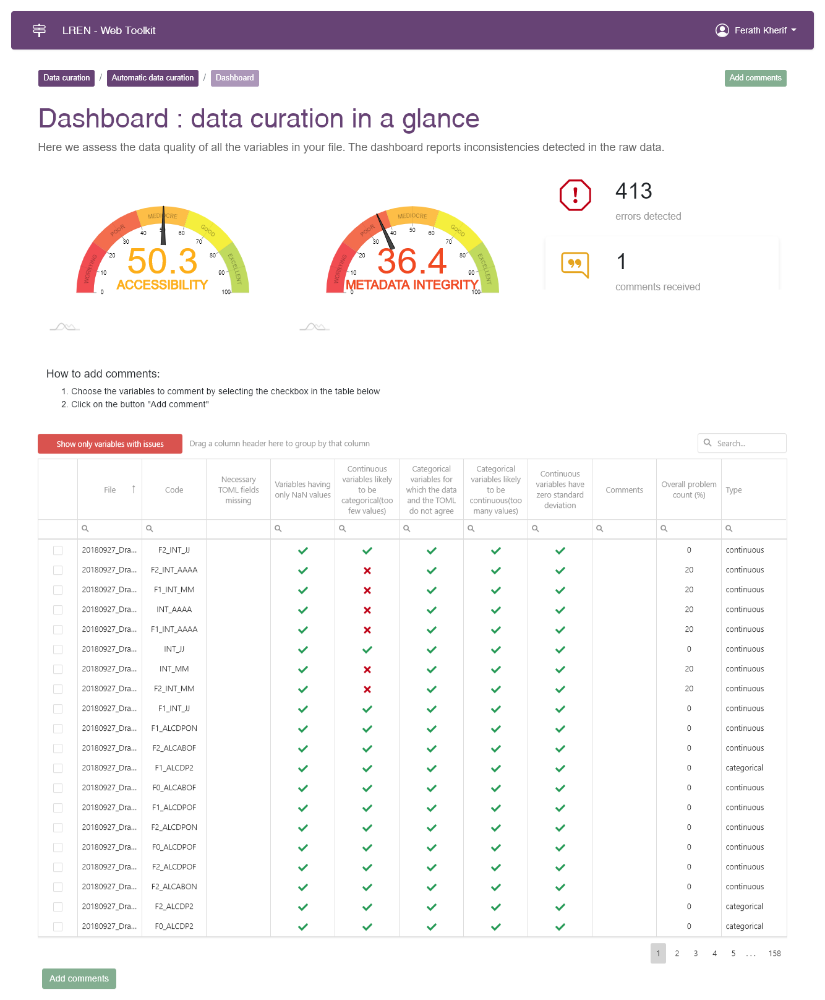 LREN - Web Toolkit
Ferath Kherif
Data curation / Automatic data curation / Dashboard
Add comments
Dashboard : data curation in a glance
Here we assess the data quality of all the variables in your file. The dashboard reports inconsistencies detected in the raw data.
WORRYING POOR MEDIOCRE GOOD EXCELLENT
0 10 20 30 40 60 70 80 90 100
50.3
ACCESSIBILITY
WORRYING POOR MEDIOCRE GOOD EXCELLENT
0 10 20 30 40 50 60 70 80 90 100
36.4
METADATA INTEGRITY
413
errors detected
1
comments received
How to add comments:
1. Choose the variables to comment by selecting the checkbox in the table below
2. Click on the button "Add comment"
Show only variables with issues
Drag a column header here to group by that column
Search...
File
Code
Necessary
TOML fields
missing
Variables having
only NaN values
Continuous
variables likely
to be
categorical(too
few values)
Categorical
variables for
which the data
and the TOML
do not agree
Categorical
variables likely
to be
continuous(too
many values)
Continuous
variables have
zero standard
deviation
Comments
Overall problem
count (%)
Type
20180927_Dra... F2_INT_JJ 0 continuous
20180927_Dra... F2_INT_AAAA 20 continuous
20180927_Dra... F1_INT_MM 20 continuous
20180927_Dra... INT_AAAA 20 continuous
20180927_Dra... F1_INT_AAAA 20 continuous
20180927_Dra... INT_JJ 0 continuous
20180927_Dra... INT_MM 20 continuous
20180927_Dra... F2_INT_MM 20 continuous
20180927_Dra... F1_INT_JJ 0 continuous
20180927_Dra... F1_ALCDPON 0 continuous
20180927_Dra... F2_ALCABOF 0 continuous
20180927_Dra... F1_ALCDP2 0 categorical
20180927_Dra... F0_ALCABOF 0 continuous
20180927_Dra... F1_ALCDPOF 0 continuous
20180927_Dra... F2_ALCDPON 0 continuous
20180927_Dra... F0_ALCDPOF 0 continuous
20180927_Dra... F2_ALCDPOF 0 continuous
20180927_Dra... F2_ALCABON 0 continuous
20180927_Dra... F2_ALCDP2 0 categorical
20180927_Dra... F0_ALCDP2 0 categorical
1 2 3 4 5 ... 158
Add comments